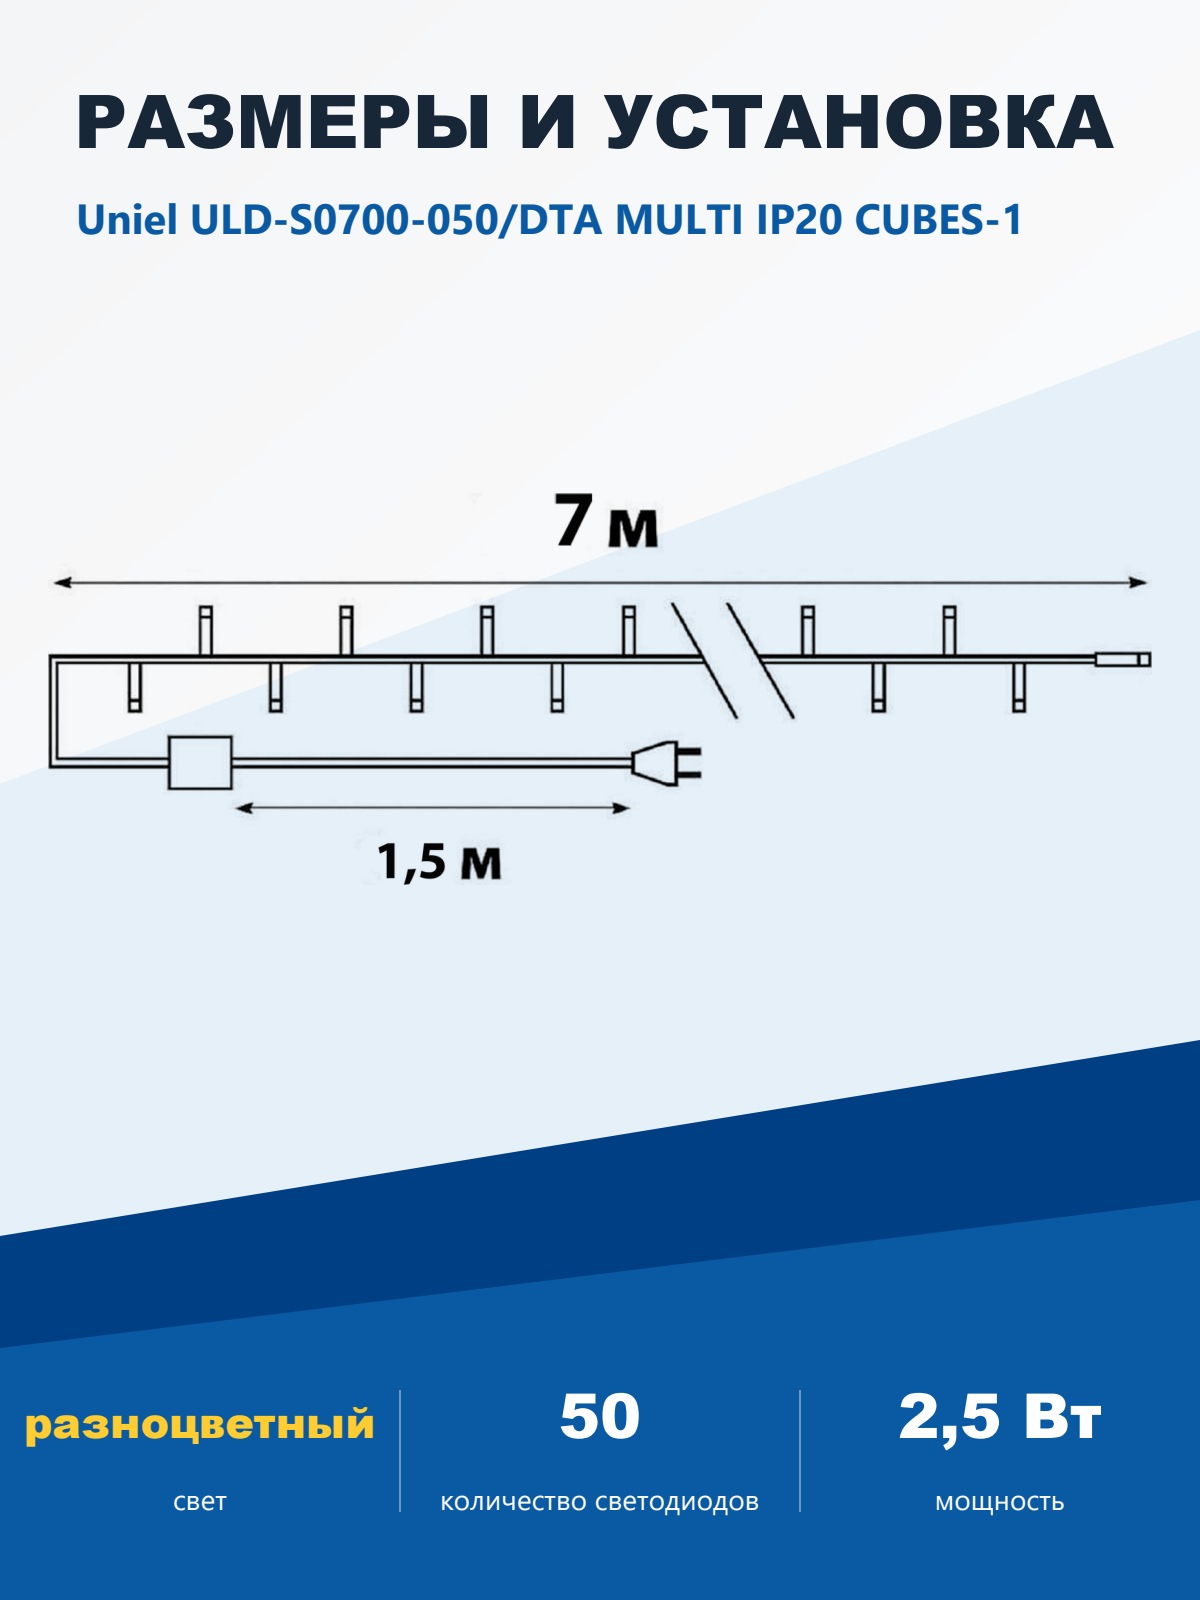 РАЗМЕРЫ И УСТАНОВКА
Uniel ULD-S0700-050/DTA MULTI IP20 CUBES-1
7 м
1,5 м
разноцветный
свет
50
количество светодиодов
2,5 Вт
мощность